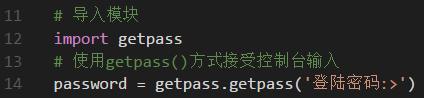 11 # 导入模块
12 import getpass
13 # 使用getpass()方式接受控制台输入
14 password = getpass.getpass('登陆密码:>')